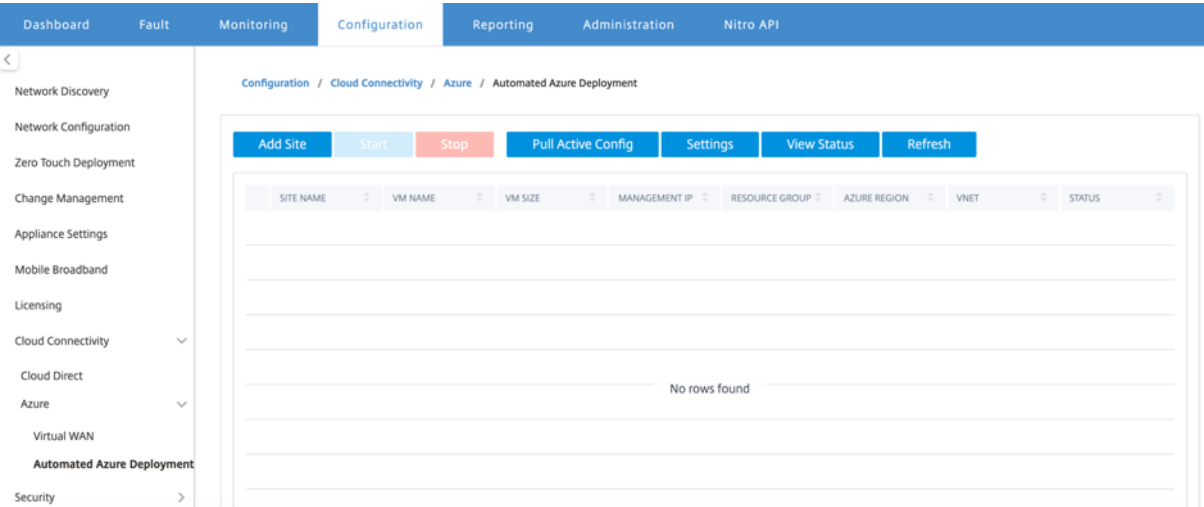 Dashboard Fault Monitoring Configuration Reporting Administration Nitro API
Configuration / Cloud Connectivity / Azure / Automated Azure Deployment
Network Discovery
Network Configuration
Zero Touch Deployment
Change Management
Appliance Settings
Mobile Broadband
Licensing
Cloud Connectivity
Cloud Direct
Azure
Virtual WAN
Automated Azure Deployment
Security
Add Site Start Stop Pull Active Config Settings View Status Refresh
SITE NAME VM NAME VM SIZE MANAGEMENT IP RESOURCE GROUP AZURE REGION VNET STATUS
No rows found